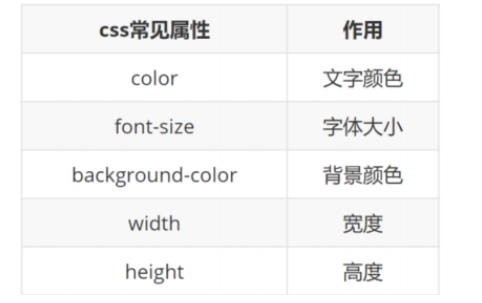 css常见属性 作用
color 文字颜色
font-size 字体大小
background-color 背景颜色
width 宽度
height 高度